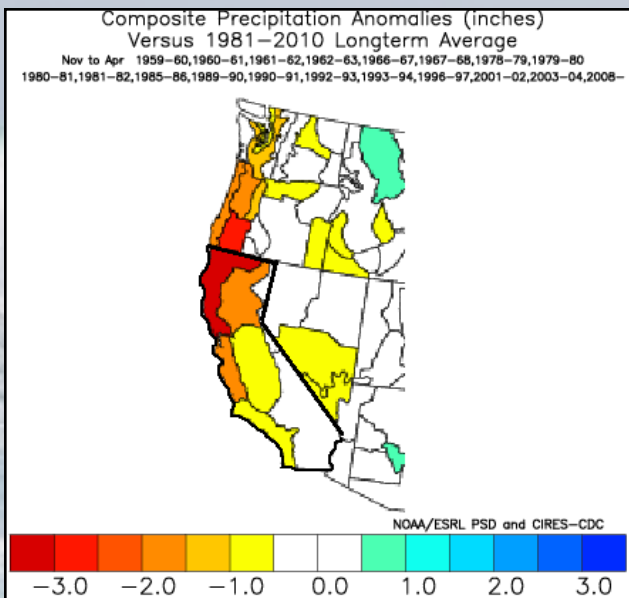 Composite Precipitation Anomalies (inches)
Versus 1981-2010 Longterm Average
Nov to Apr 1959-60,1960-61,1961-62,1962-63,1966-67,1967-68,1978-79,1979-80
1980-81,1981-82,1985-86,1989-90,1990-91,1992-93,1993-94,1996-97,2001-02,2003-04,2008-
NOAA/ESRL PSD and CIRES-CDC
-3.0 -2.0 -1.0 0.0 1.0 2.0 3.0